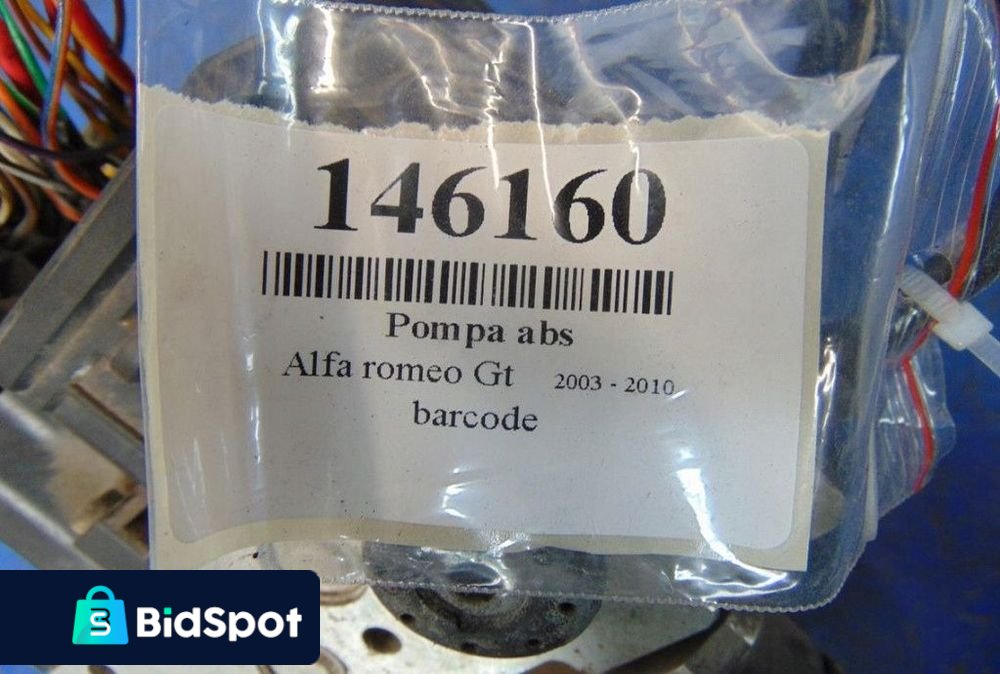 146160
Pompa abs
Alfa romeo Gt 2003 - 2010
barcode
BidSpot